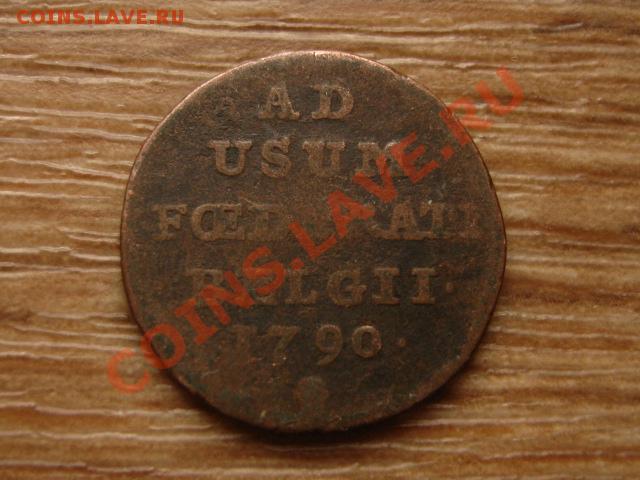 COINS.LAVE.RU
AD
USUM
FŒDERATI
BELGII.
1790.
COINS.LAVE.RU